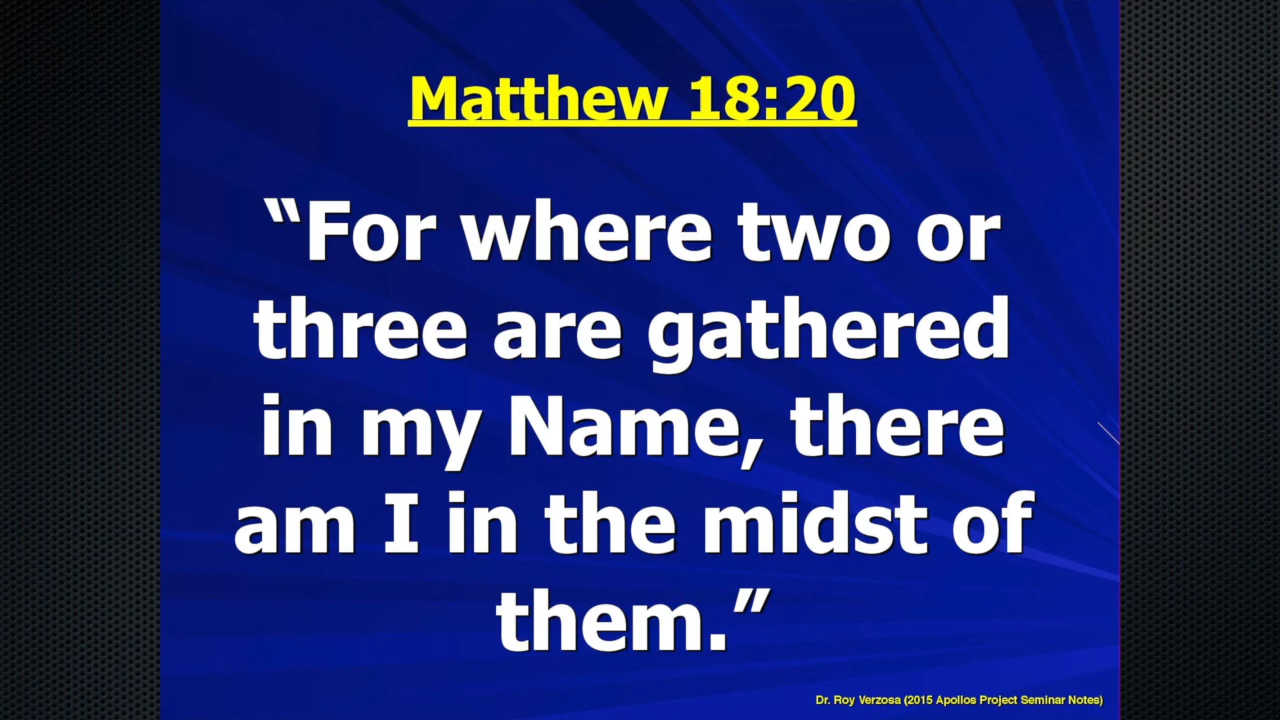 Matthew 18:20
“For where two or
three are gathered
in my Name, there
am I in the midst of
them.”
Dr. Roy Verzosa (2015 Apollos Project Seminar Notes)